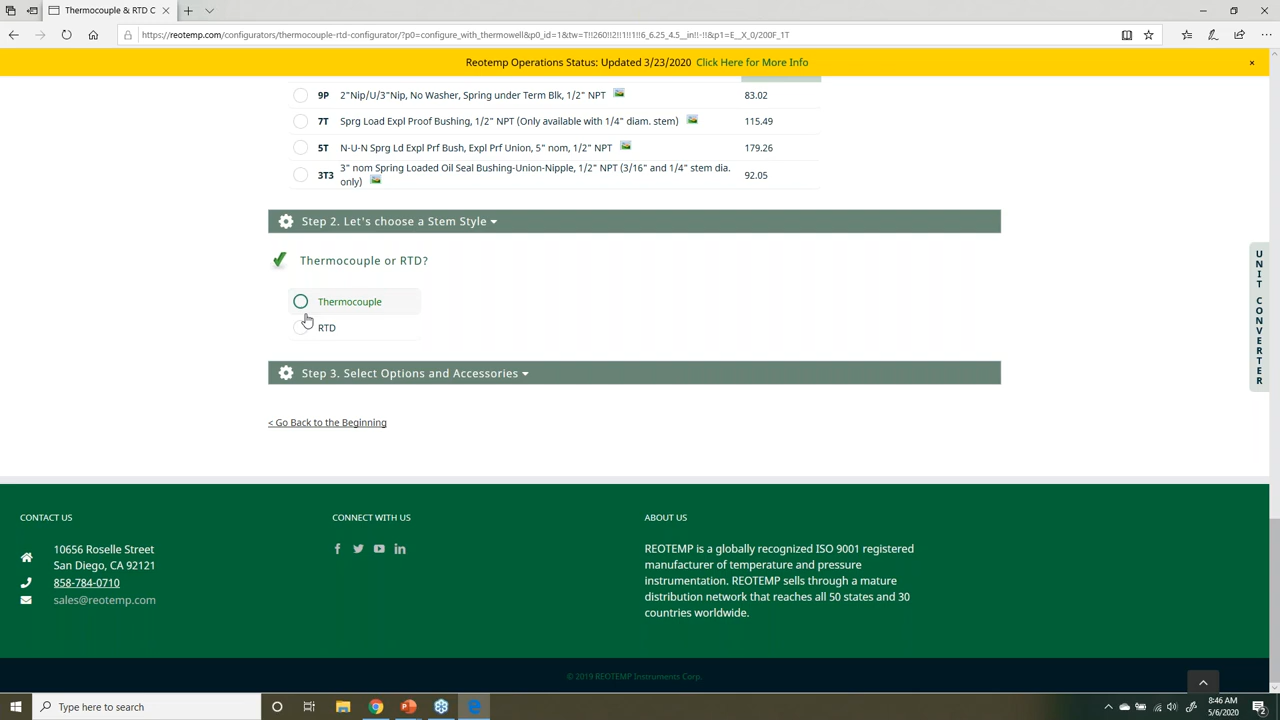 Thermocouple & RTD C
https://reotemp.com/configurators/thermocouple-rtd-configurator/?p0=configure_with_thermowell&p0_id=1&tw=T!!260!!2!!1!!1!!6_6.25_4.5__in!!-!!&p1=E__X_0/200F_1T
Reotemp Operations Status: Updated 3/23/2020 Click Here for More Info ×
9P 2"Nip/U/3"Nip, No Washer, Spring under Term Blk, 1/2" NPT 83.02
7T Sprg Load Expl Proof Bushing, 1/2" NPT (Only available with 1/4" diam. stem) 115.49
5T N-U-N Sprg Ld Expl Prf Bush, Expl Prf Union, 5" nom, 1/2" NPT 179.26
3T3 3" nom Spring Loaded Oil Seal Bushing-Union-Nipple, 1/2" NPT (3/16" and 1/4" stem dia. only) 92.05
Step 2. Let's choose a Stem Style
Thermocouple or RTD?
Thermocouple
RTD
Step 3. Select Options and Accessories
< Go Back to the Beginning
UNIT CONVERTER
CONTACT US
10656 Roselle Street
San Diego, CA 92121
858-784-0710
sales@reotemp.com
CONNECT WITH US
ABOUT US
REOTEMP is a globally recognized ISO 9001 registered
manufacturer of temperature and pressure
instrumentation. REOTEMP sells through a mature
distribution network that reaches all 50 states and 30
countries worldwide.
© 2019 REOTEMP Instruments Corp.
Type here to search
8:46 AM
5/6/2020